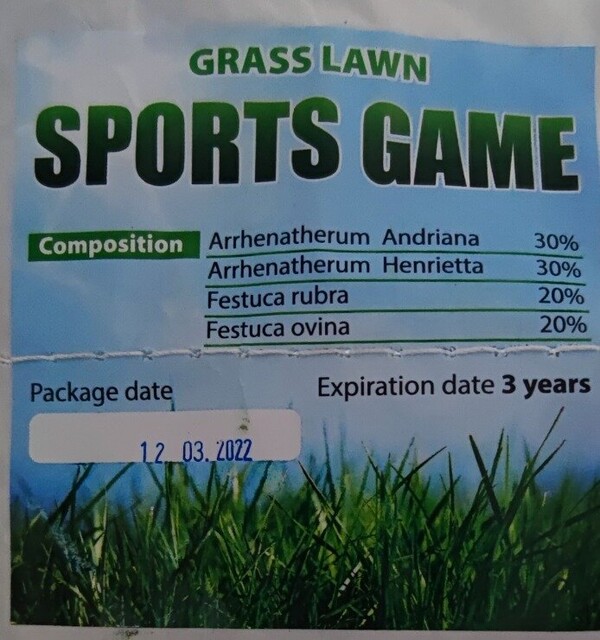 GRASS LAWN
SPORTS GAME
Composition
Arrhenatherum Andriana 30%
Arrhenatherum Henrietta 30%
Festuca rubra 20%
Festuca ovina 20%
Package date
Expiration date 3 years
12 03. 2022